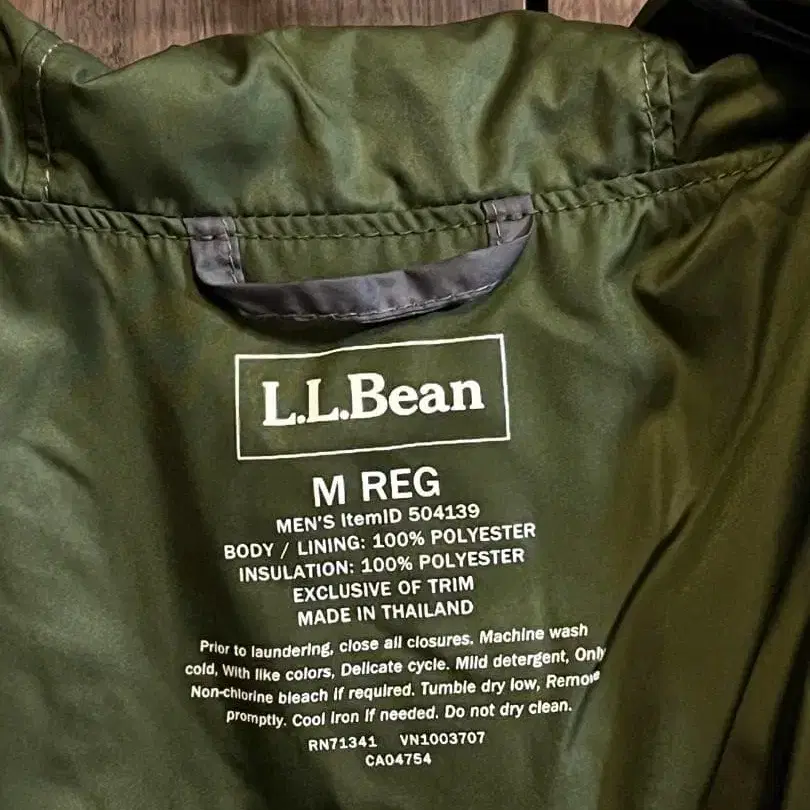 L.L.Bean
M REG
MEN'S ItemID 504139
BODY / LINING: 100% POLYESTER
INSULATION: 100% POLYESTER
EXCLUSIVE OF TRIM
MADE IN THAILAND
Prior to laundering, close all closures. Machine wash
cold, With like colors, Delicate cycle. Mild detergent, Only
Non-chlorine bleach if required. Tumble dry low, Remove
promptly. Cool iron if needed. Do not dry clean.
RN71341 VN1003707
CA04754